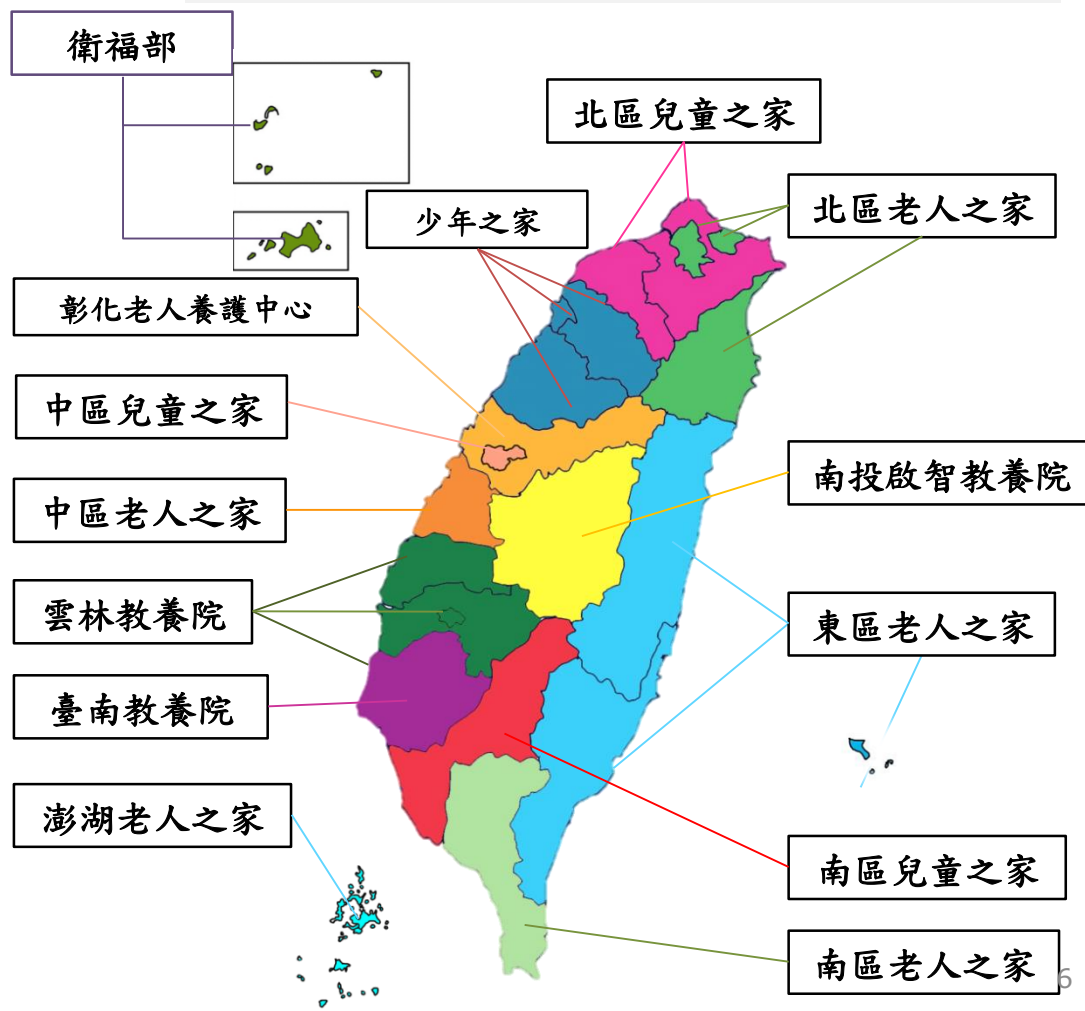 衛福部
北區兒童之家
北區老人之家
少年之家
彰化老人養護中心
中區兒童之家
南投啟智教養院
中區老人之家
雲林教養院
東區老人之家
臺南教養院
澎湖老人之家
南區兒童之家
南區老人之家
6